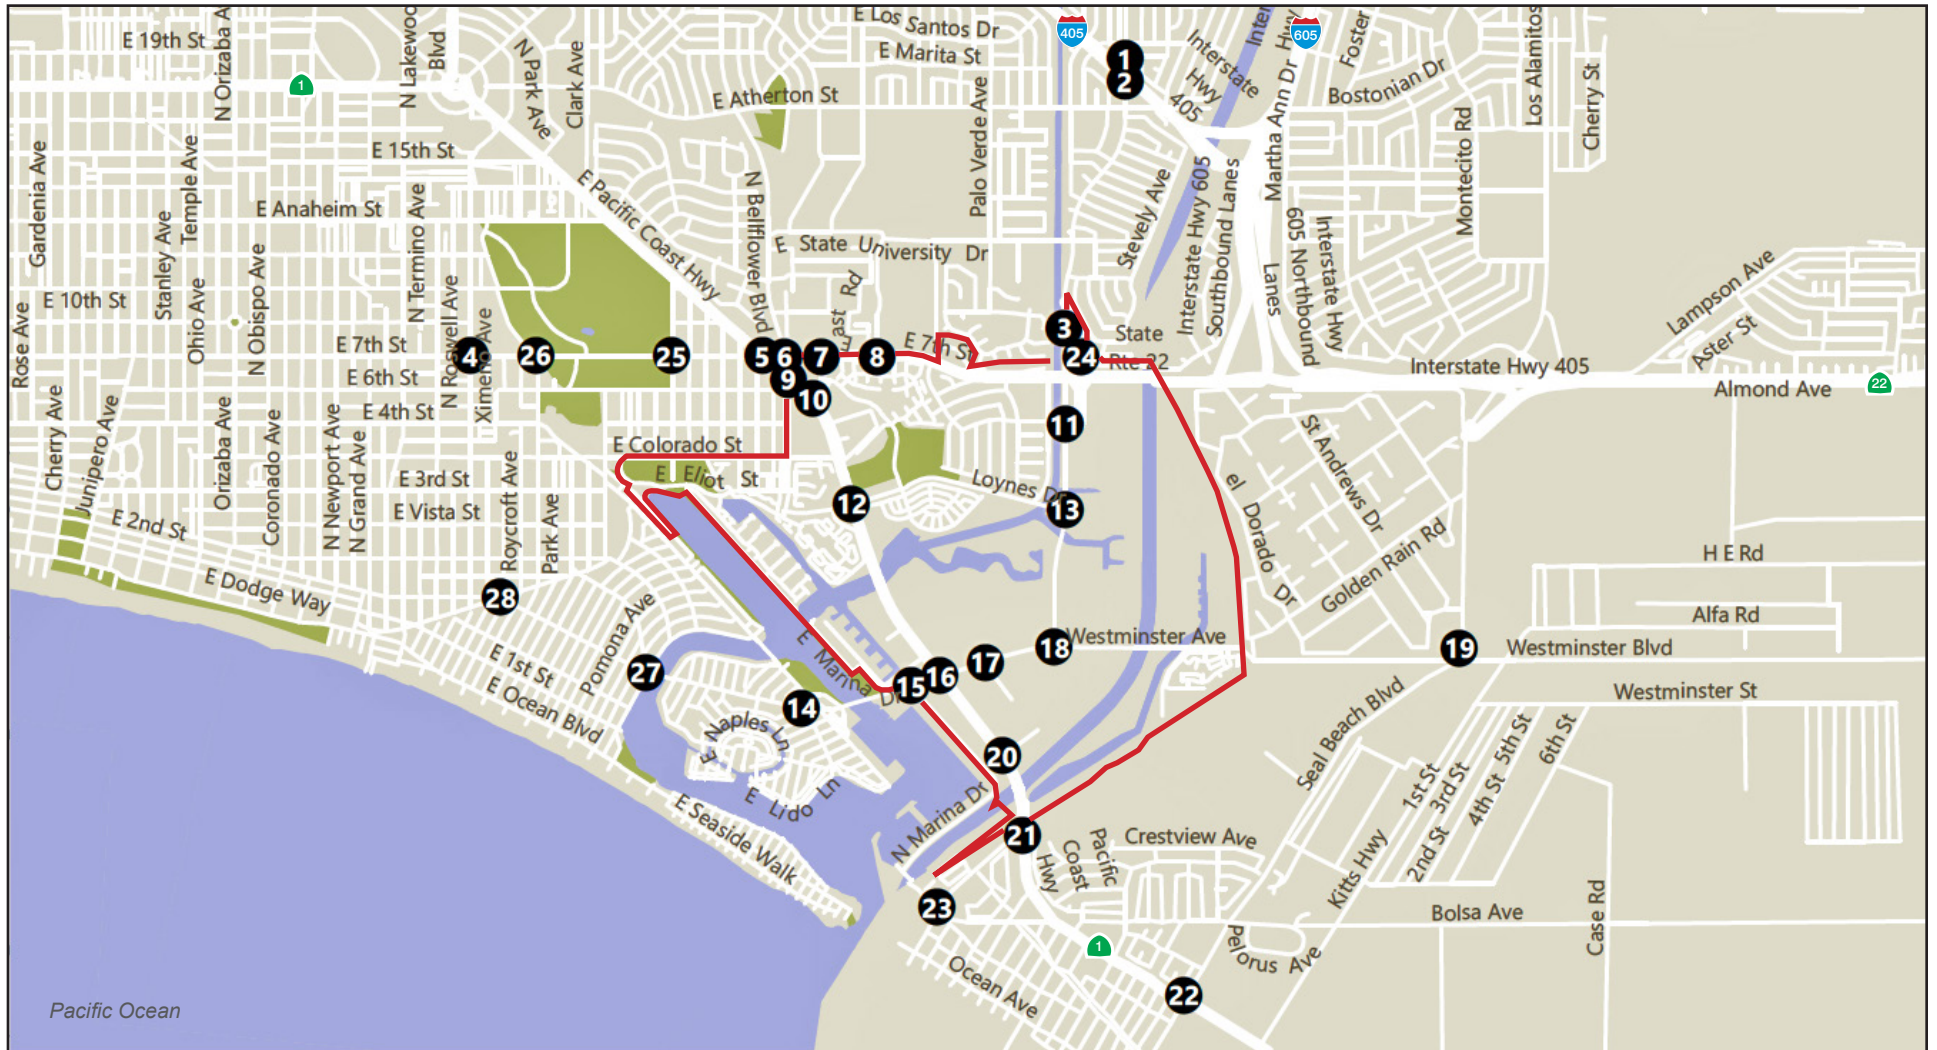 E Los Santos Dr
E 19th St
E Marita St
N Orizaba A
N Lakewoo
Blvd
N Park Ave
Clark Ave
405
605
1
2
Interstate
Hwy
405
Inter
Martha Ann Dr Hwy
Foster
Bostonian Dr
Los Alamitos
Cherry St
1
E Atherton St
Palo Verde Ave
E 15th St
Gardenia Ave
Temple Ave
Stanley Ave
E Anaheim St
N Termino Ave
E Pacific Coast Hwy
N Bellflower Blvd
E State University Dr
Stevely Ave
Interstate Hwy 605
Southbound Lanes
605 Northbound
Lanes
Interstate Hwy
Montecito Rd
Lampson Ave
Aster St
E 10th St
Rose Ave
Ohio Ave
N Obispo Ave
N Roswell Ave
Ximeno Ave
East Rd
E 7th St
4
26
25
5
6
7
8
E 7th St
3
24
State
Rte 22
Interstate Hwy 405
22
Almond Ave
E 6th St
9
10
E 4th St
11
Cherry Ave
Junipero Ave
Orizaba Ave
Coronado Ave
N Newport Ave
N Grand Ave
E Colorado St
E Eliot St
E 3rd St
E Vista St
Roycroft Ave
Park Ave
E 2nd St
12
Loynes Dr
13
el Dorado Dr
St Andrews Dr
Golden Rain Rd
H E Rd
Alfa Rd
E Dodge Way
28
Pomona Ave
E Marina Dr
27
14
15
16
17
18
Westminster Ave
19
Westminster Blvd
Westminster St
E 1st St
E Ocean Blvd
E Naples Ln
E Lido Ln
E Seaside Walk
20
N Marina Dr
21
Pacific
Coast
Hwy
Crestview Ave
Seal Beach Blvd
1st St
2nd St
3rd St
4th St
5th St
6th St
Kitts Hwy
Case Rd
23
Bolsa Ave
1
Pelorus Ave
Ocean Ave
22
Pacific Ocean